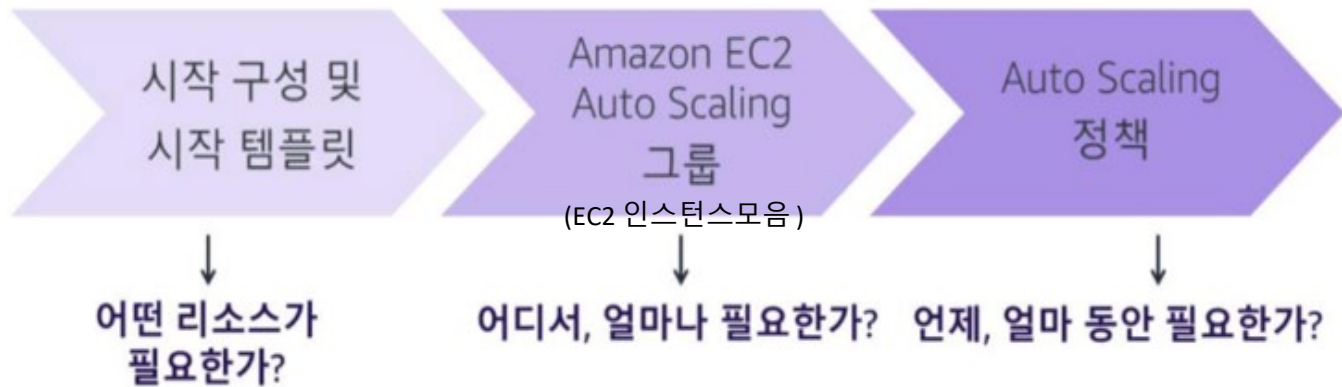 시작 구성 및
시작 템플릿
Amazon EC2
Auto Scaling
그룹
(EC2 인스턴스모음 )
Auto Scaling
정책
어떤 리소스가
필요한가?
어디서, 얼마나 필요한가?
언제, 얼마 동안 필요한가?